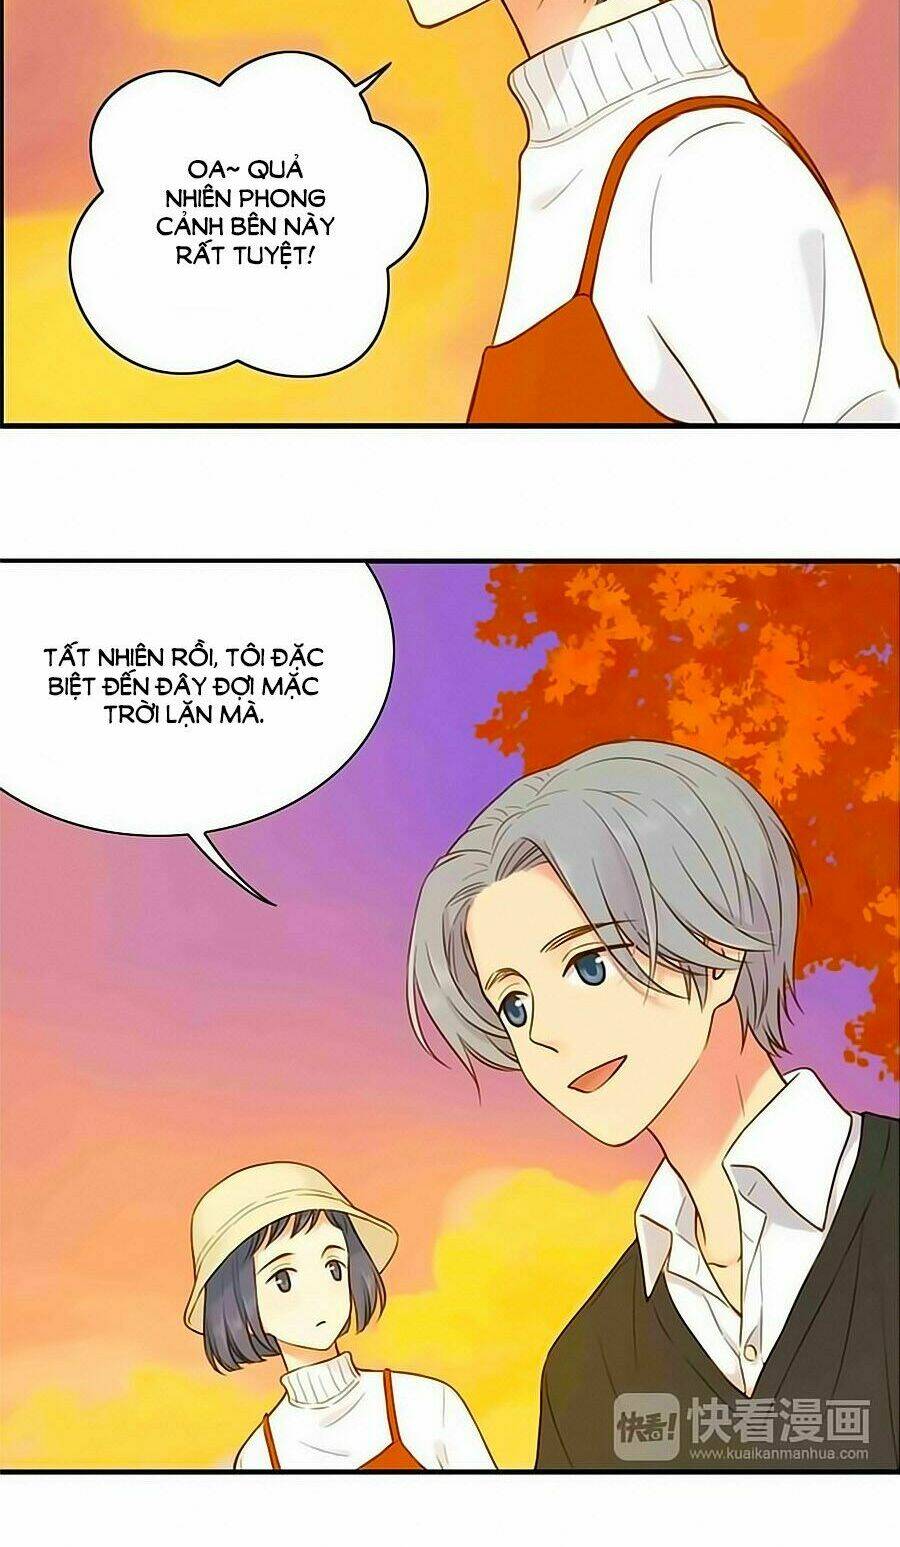 OA~ QUẢ
NHIÊN PHONG
CẢNH BÊN NÀY
RẤT TUYỆT!
TẤT NHIÊN RỒI, TÔI ĐẶC
BIỆT ĐẾN ĐÂY ĐỢI MẶC
TRỜI LẶN MÀ.
快看! 快看漫画
www.kuaikanmanhua.com